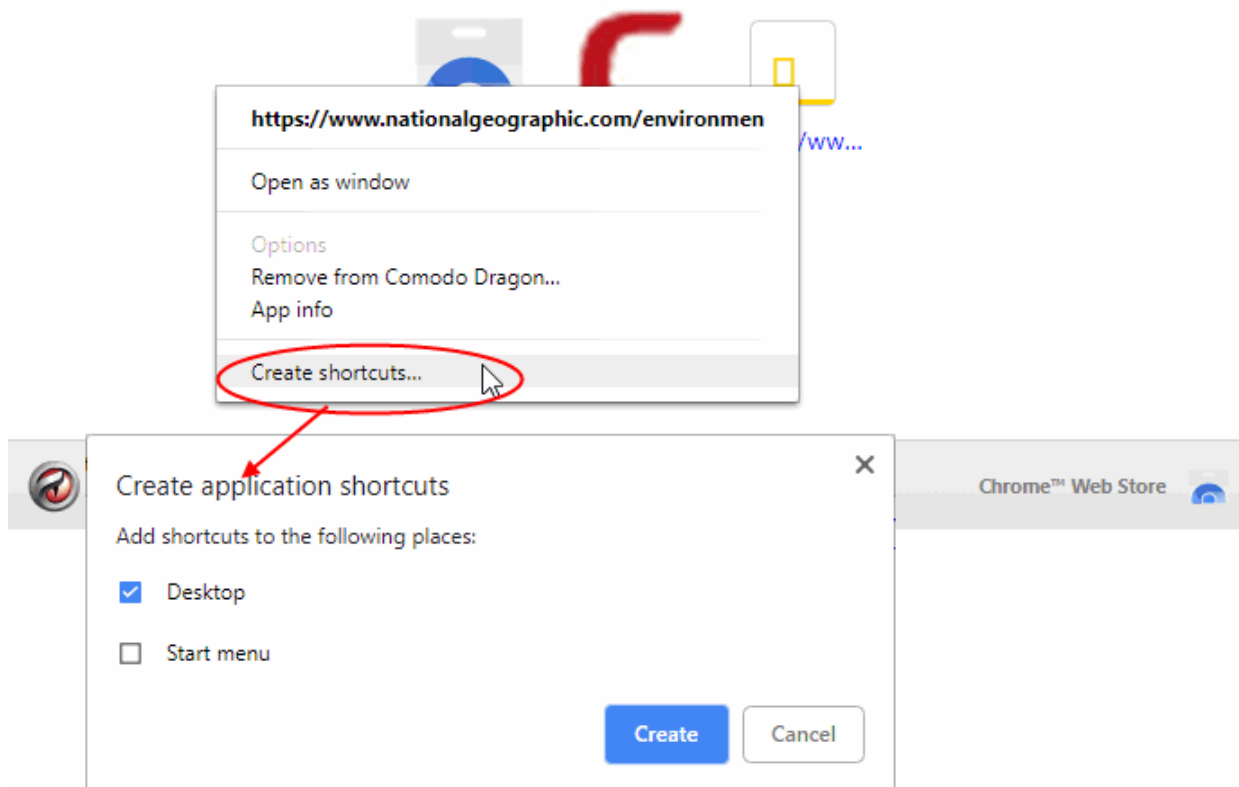 https://www.nationalgeographic.com/environmen
/ww...
Open as window
Options
Remove from Comodo Dragon...
App info
Create shortcuts...
Create application shortcuts
Chrome™ Web Store
Add shortcuts to the following places:
Desktop
Start menu
Create
Cancel